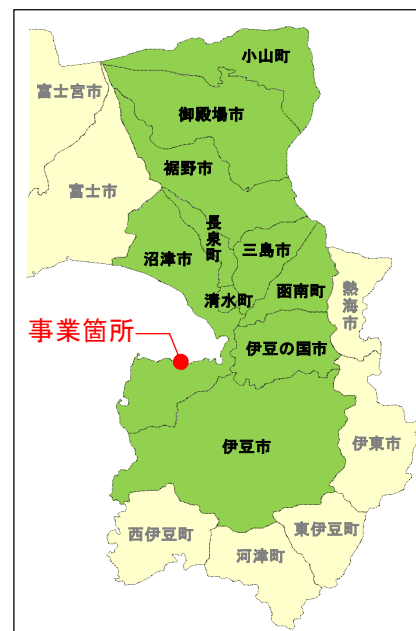 小山町
富士宮市
御殿場市
裾野市
富士市
長泉町
三島市
沼津市
函南町
熱海市
清水町
事業箇所
伊豆の国市
伊豆市
伊東市
西伊豆町
東伊豆町
河津町